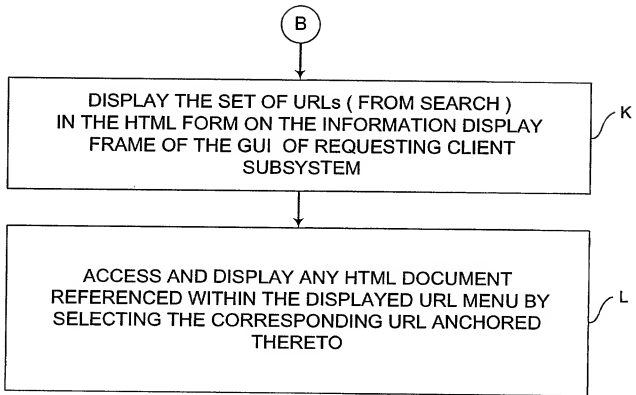 B
DISPLAY THE SET OF URLs ( FROM SEARCH )
IN THE HTML FORM ON THE INFORMATION DISPLAY
FRAME OF THE GUI OF REQUESTING CLIENT
SUBSYSTEM
K
ACCESS AND DISPLAY ANY HTML DOCUMENT
REFERENCED WITHIN THE DISPLAYED URL MENU BY
SELECTING THE CORRESPONDING URL ANCHORED
THERETO
L